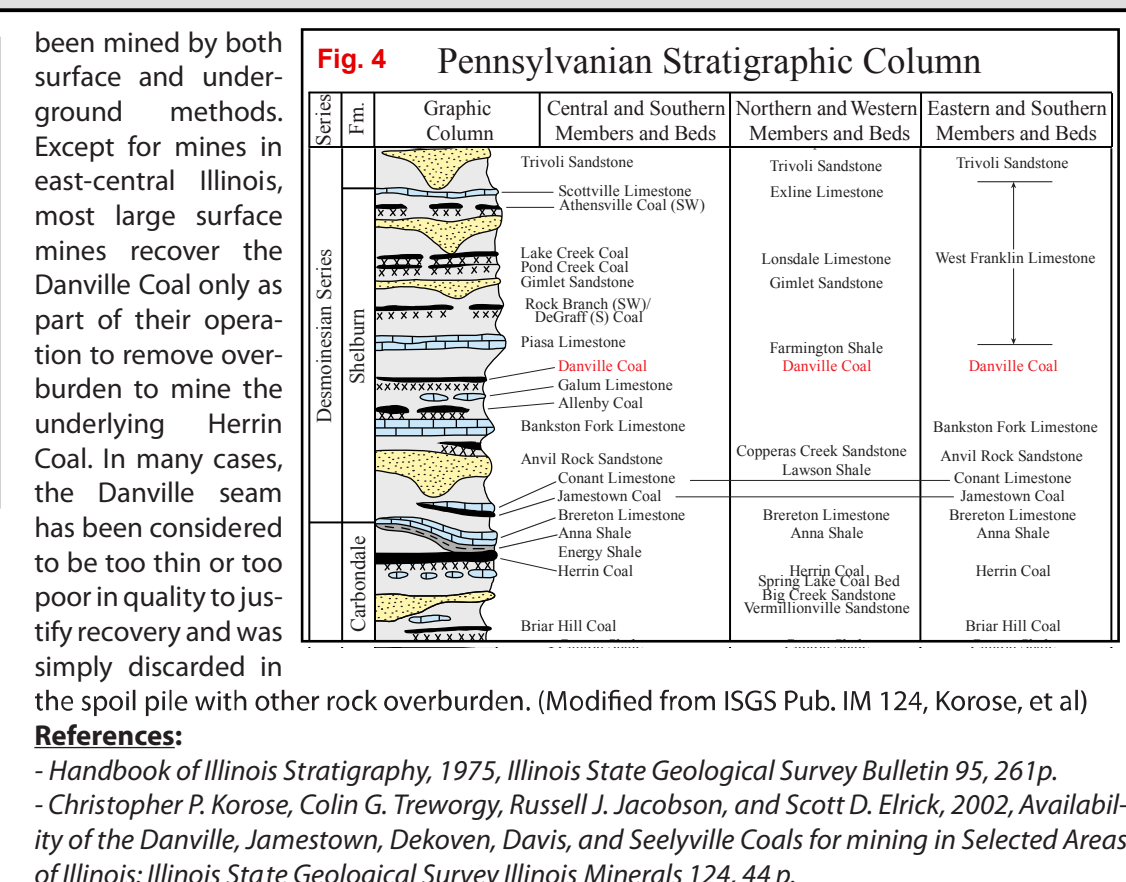 been mined by both
surface and under-
ground methods.
Except for mines in
east-central Illinois,
most large surface
mines recover the
Danville Coal only as
part of their opera-
tion to remove over-
burden to mine the
underlying Herrin
Coal. In many cases,
the Danville seam
has been considered
to be too thin or too
poor in quality to jus-
tify recovery and was
simply discarded in
the spoil pile with other rock overburden. (Modified from ISGS Pub. IM 124, Korose, et al)
Fig. 4 Pennsylvanian Stratigraphic Column
Series
Fm.
Graphic
Column
Central and Southern
Members and Beds
Northern and Western
Members and Beds
Eastern and Southern
Members and Beds
Desmoinesian Series
Shelburn
Carbondale
Trivoli Sandstone
Scottville Limestone
Athensville Coal (SW)
Lake Creek Coal
Pond Creek Coal
Gimlet Sandstone
Rock Branch (SW)/
DeGraff (S) Coal
Piasa Limestone
Danville Coal
Galum Limestone
Allenby Coal
Bankston Fork Limestone
Anvil Rock Sandstone
Conant Limestone
Jamestown Coal
Brereton Limestone
Anna Shale
Energy Shale
Herrin Coal
Briar Hill Coal
Trivoli Sandstone
Exline Limestone
Lonsdale Limestone
Gimlet Sandstone
Farmington Shale
Danville Coal
Copperas Creek Sandstone
Lawson Shale
Brereton Limestone
Anna Shale
Herrin Coal
Spring Lake Coal Bed
Big Creek Sandstone
Vermillionville Sandstone
Trivoli Sandstone
West Franklin Limestone
Danville Coal
Bankston Fork Limestone
Anvil Rock Sandstone
Conant Limestone
Jamestown Coal
Brereton Limestone
Anna Shale
Herrin Coal
Briar Hill Coal
References:
- Handbook of Illinois Stratigraphy, 1975, Illinois State Geological Survey Bulletin 95, 261p.
- Christopher P. Korose, Colin G. Treworgy, Russell J. Jacobson, and Scott D. Elrick, 2002, Availabil-
ity of the Danville, Jamestown, Dekoven, Davis, and Seelyville Coals for mining in Selected Areas
of Illinois: Illinois State Geological Survey Illinois Minerals 124, 44 p.